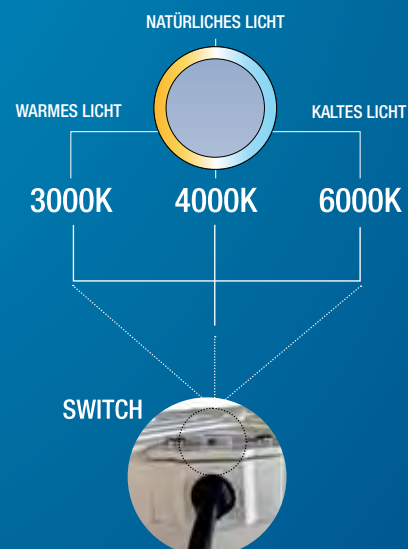 NATÜRLICHES LICHT
WARMES LICHT
KALTES LICHT
3000K
4000K
6000K
SWITCH